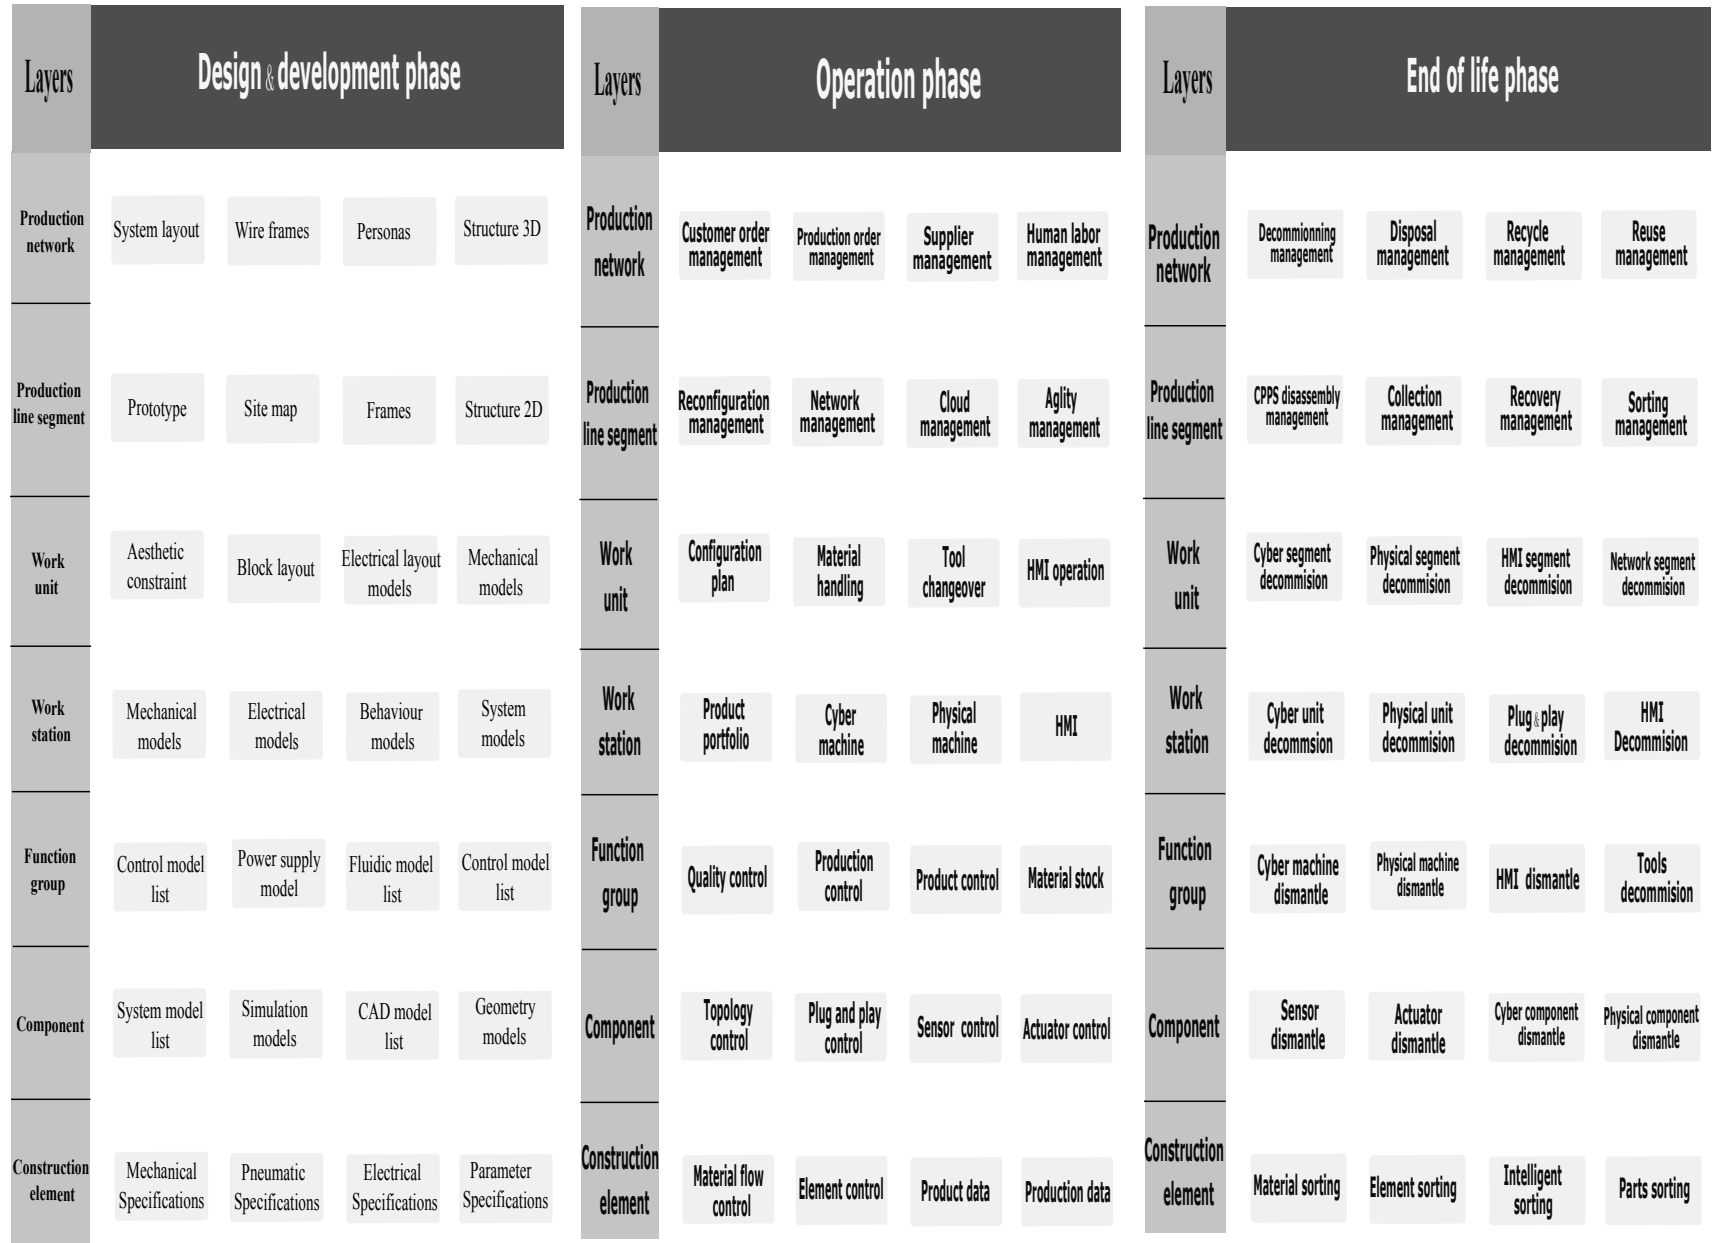 Layers
Design & development phase
Production
network
System layout
Wire frames
Personas
Structure 3D
Production
line segment
Prototype
Site map
Frames
Structure 2D
Work
unit
Aesthetic
constraint
Block layout
Electrical layout
models
Mechanical
models
Work
station
Mechanical
models
Electrical
models
Behaviour
models
System
models
Function
group
Control model
list
Power supply
model
Fluidic model
list
Control model
list
Component
System model
list
Simulation
models
CAD model
list
Geometry
models
Construction
element
Mechanical
Specifications
Pneumatic
Specifications
Electrical
Specifications
Parameter
Specifications
Layers
Operation phase
Production
network
Customer order
management
Production order
management
Supplier
management
Human labor
management
Production
line segment
Reconfiguration
management
Network
management
Cloud
management
Aglity
management
Work
unit
Configuration
plan
Material
handling
Tool
changeover
HMI operation
Work
station
Product
portfolio
Cyber
machine
Physical
machine
HMI
Function
group
Quality control
Production
control
Product control
Material stock
Component
Topology
control
Plug and play
control
Sensor control
Actuator control
Construction
element
Material flow
control
Element control
Product data
Production data
Layers
End of life phase
Production
network
Decommionning
management
Disposal
management
Recycle
management
Reuse
management
Production
line segment
CPPS disassembly
management
Collection
management
Recovery
management
Sorting
management
Work
unit
Cyber segment
decommision
Physical segment
decommision
HMI segment
decommision
Network segment
decommision
Work
station
Cyber unit
decommsion
Physical unit
decommision
Plug & play
decommision
HMI
Decommision
Function
group
Cyber machine
dismantle
Physical machine
dismantle
HMI dismantle
Tools
decommision
Component
Sensor
dismantle
Actuator
dismantle
Cyber component
dismantle
Physical component
dismantle
Construction
element
Material sorting
Element sorting
Intelligent
sorting
Parts sorting